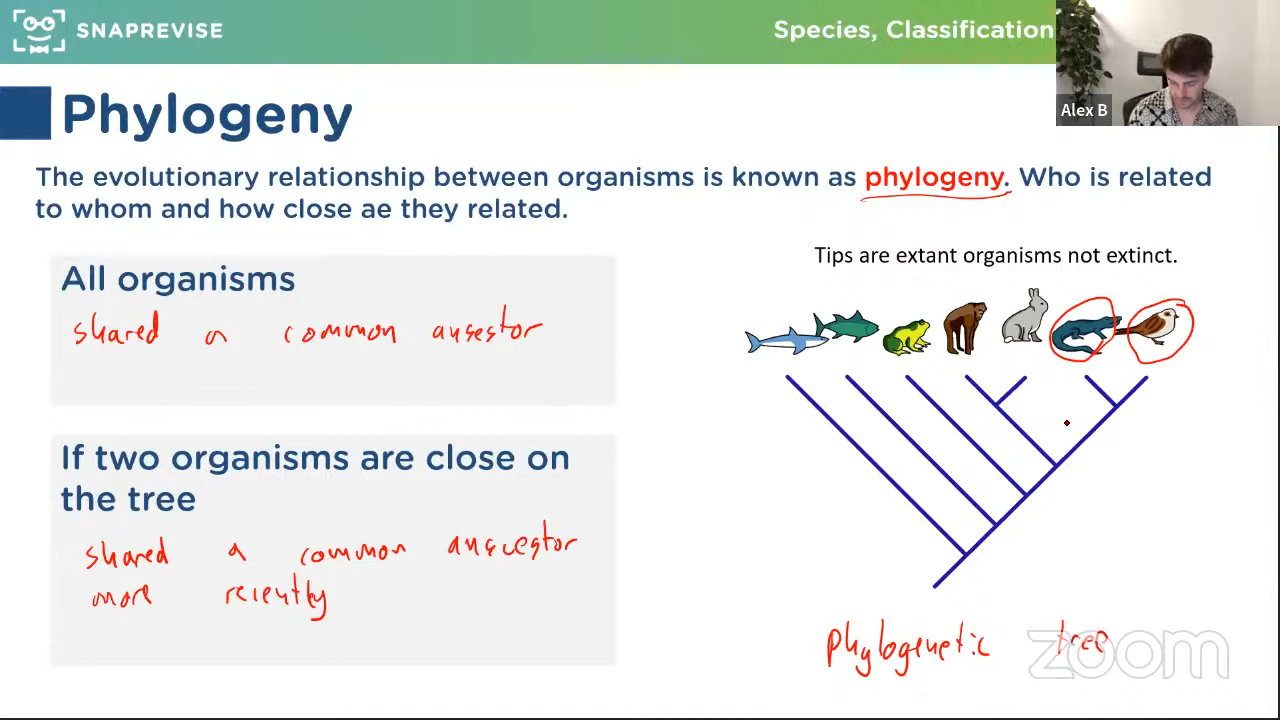 SNAPREVISE
Species, Classification
Alex B
Phylogeny
The evolutionary relationship between organisms is known as phylogeny. Who is related
to whom and how close ae they related.
All organisms
shared a common ansestor
If two organisms are close on
the tree
shared a common ansuestor
more recently
Tips are extant organisms not extinct.
phylogenetic tree
zoom